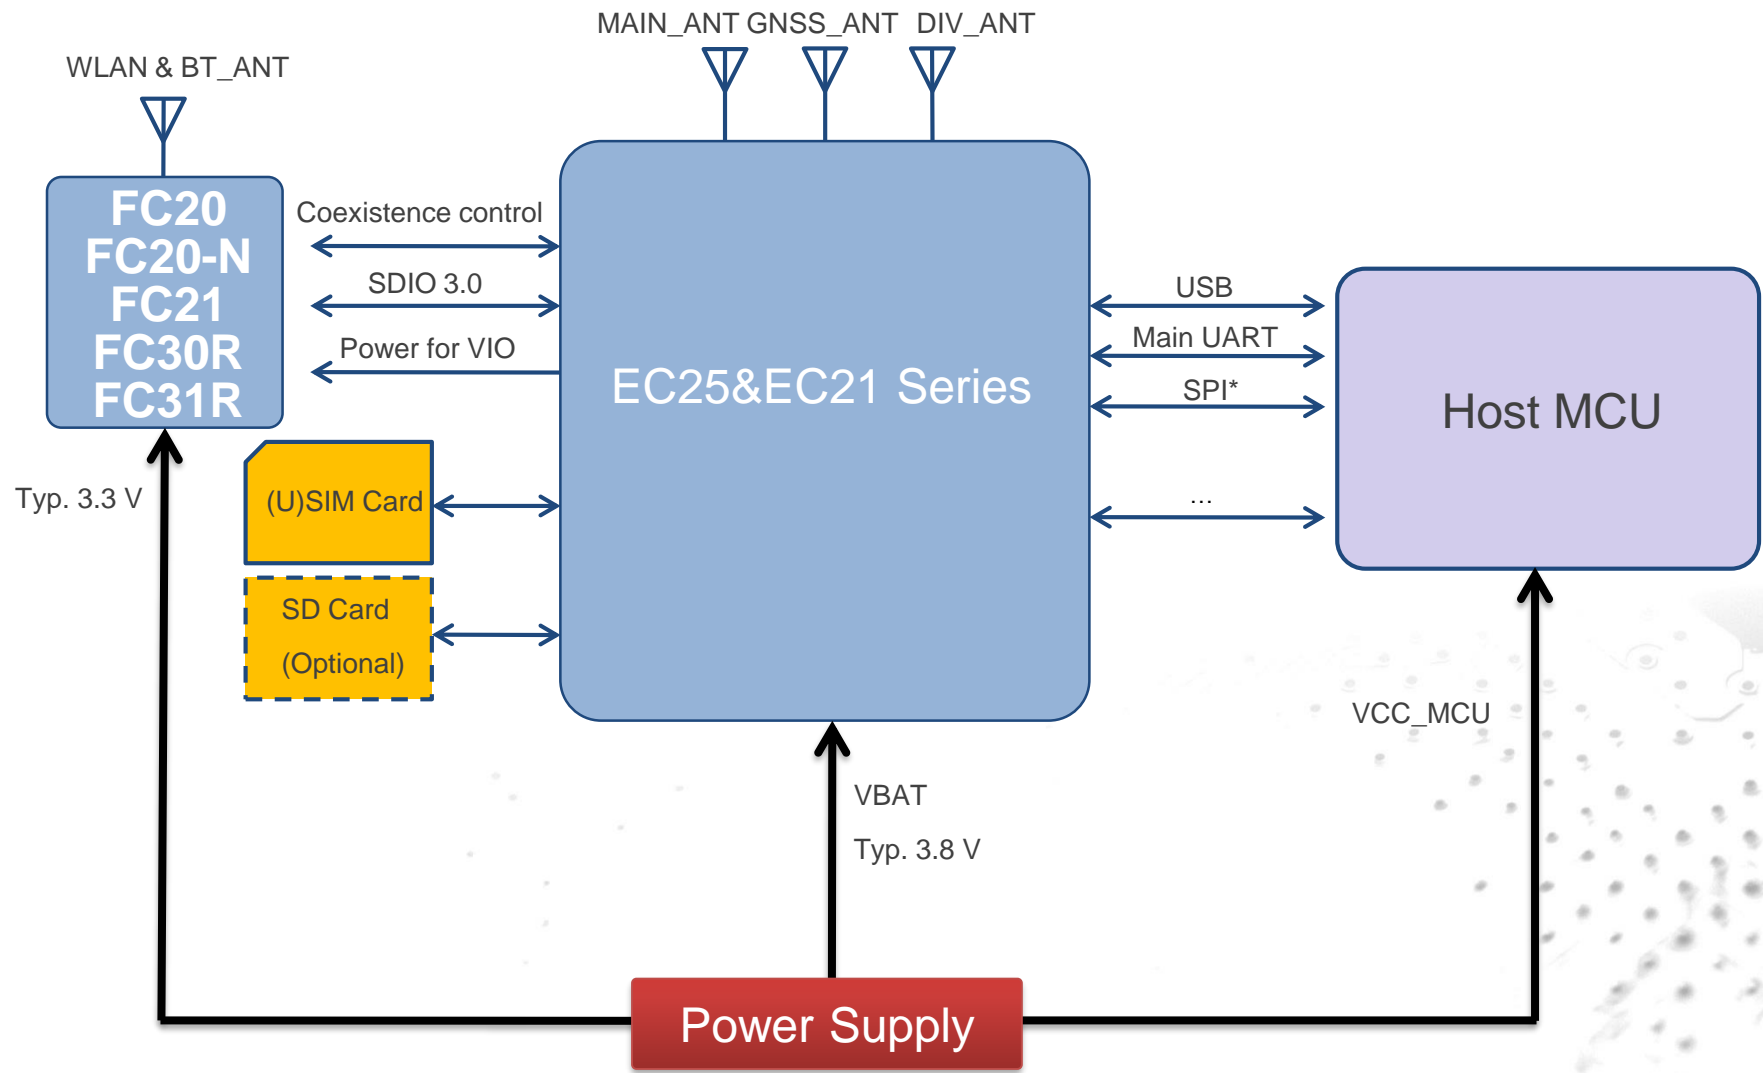 MAIN_ANT GNSS_ANT DIV_ANT
WLAN & BT_ANT
FC20
FC20-N
FC21
FC30R
FC31R
Coexistence control
SDIO 3.0
Power for VIO
EC25&EC21 Series
USB
Main UART
SPI*
...
Host MCU
Typ. 3.3 V
(U)SIM Card
SD Card
(Optional)
VCC_MCU
VBAT
Typ. 3.8 V
Power Supply